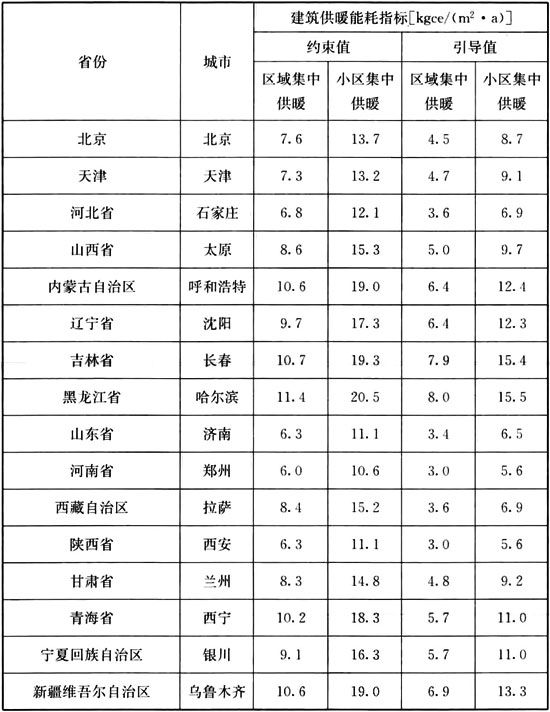 省份 城市 建筑供暖能耗指标[kgce/(m²·a)]
约束值 引导值
区域集中供暖 小区集中供暖 区域集中供暖 小区集中供暖
北京 北京 7.6 13.7 4.5 8.7
天津 天津 7.3 13.2 4.7 9.1
河北省 石家庄 6.8 12.1 3.6 6.9
山西省 太原 8.6 15.3 5.0 9.7
内蒙古自治区 呼和浩特 10.6 19.0 6.4 12.4
辽宁省 沈阳 9.7 17.3 6.4 12.3
吉林省 长春 10.7 19.3 7.9 15.4
黑龙江省 哈尔滨 11.4 20.5 8.0 15.5
山东省 济南 6.3 11.1 3.4 6.5
河南省 郑州 6.0 10.6 3.0 5.6
西藏自治区 拉萨 8.4 15.2 3.6 6.9
陕西省 西安 6.3 11.1 3.0 5.6
甘肃省 兰州 8.3 14.8 4.8 9.2
青海省 西宁 10.2 18.3 5.7 11.0
宁夏回族自治区 银川 9.1 16.3 5.7 11.0
新疆维吾尔自治区 乌鲁木齐 10.6 19.0 6.9 13.3